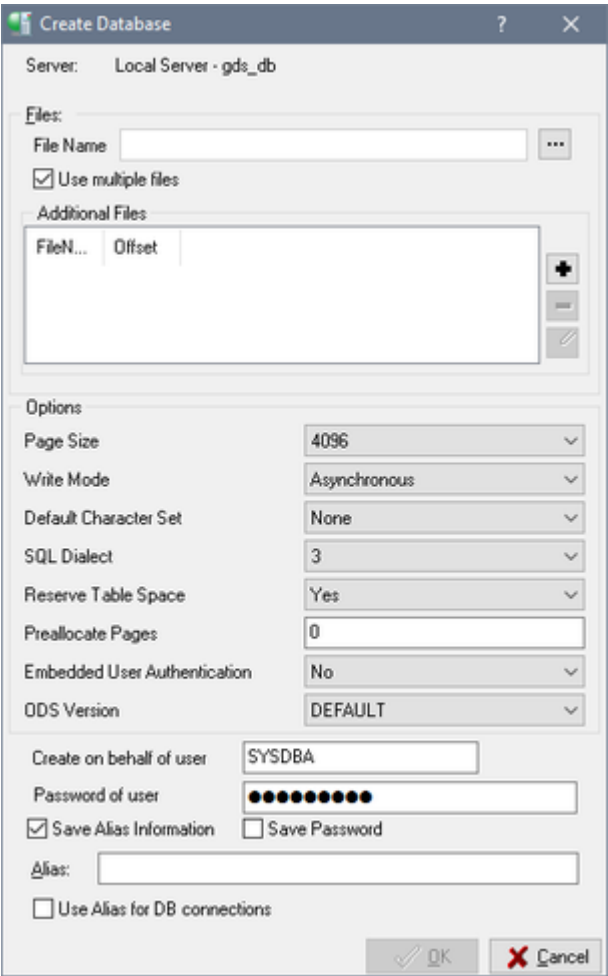 Create Database ? ×
Server: Local Server - gds_db
Files:
File Name ...
Use multiple files
Additional Files
FileN... Offset
Options
Page Size 4096
Write Mode Asynchronous
Default Character Set None
SQL Dialect 3
Reserve Table Space Yes
Preallocate Pages 0
Embedded User Authentication No
ODS Version DEFAULT
Create on behalf of user SYSDBA
Password of user ●●●●●●●●●
Save Alias Information Save Password
Alias:
Use Alias for DB connections
OK Cancel